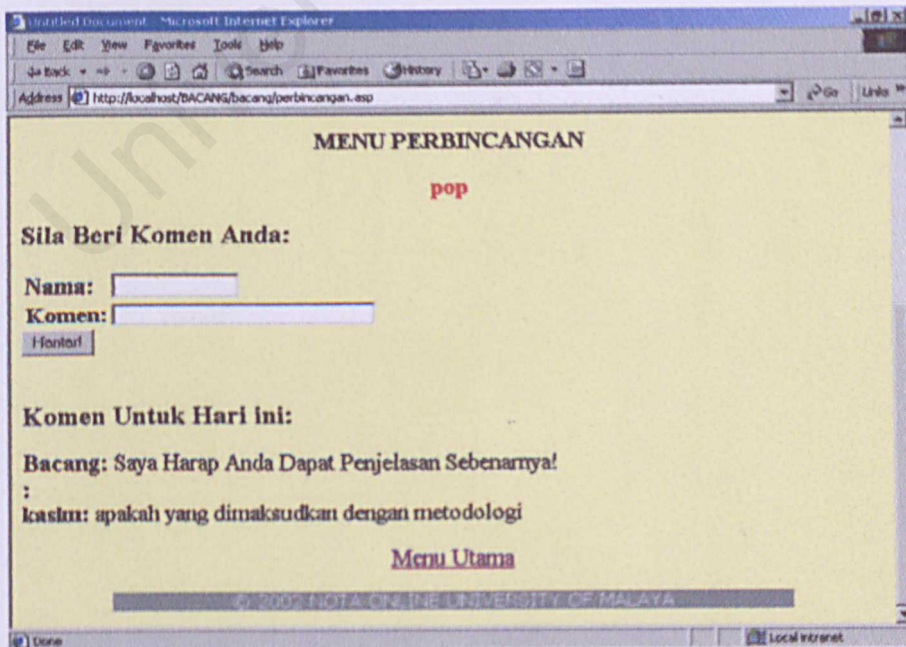 Untitled Document - Microsoft Internet Explorer
File Edit View Favorites Tools Help
Back Search Favorites History
Address http://localhost/BACANG/bacang/perbincangan.asp Go Links »
MENU PERBINCANGAN
pop
Sila Beri Komen Anda:
Nama:
Komen:
Hantar!
Komen Untuk Hari ini:
Bacang: Saya Harap Anda Dapat Penjelasan Sebenarnya!
:
kasim: apakah yang dimaksudkan dengan metodologi
Menu Utama
© 2002 NOTA ONLINE UNIVERSITY OF MALAYA
Done Local intranet
Uni